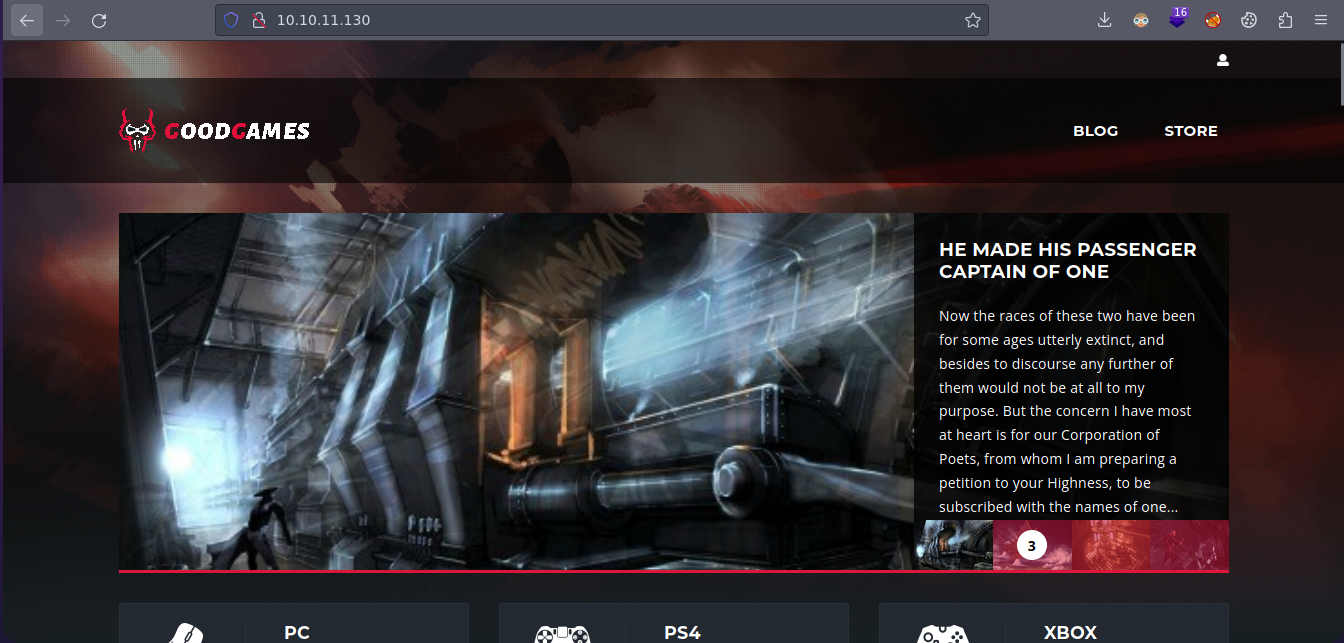 16
10.10.11.130
GOODGAMES
BLOG
STORE
HE MADE HIS PASSENGER
CAPTAIN OF ONE
Now the races of these two have been
for some ages utterly extinct, and
besides to discourse any further of
them would not be at all to my
purpose. But the concern I have most
at heart is for our Corporation of
Poets, from whom I am preparing a
petition to your Highness, to be
subscribed with the names of one...
3
PC
PS4
XBOX